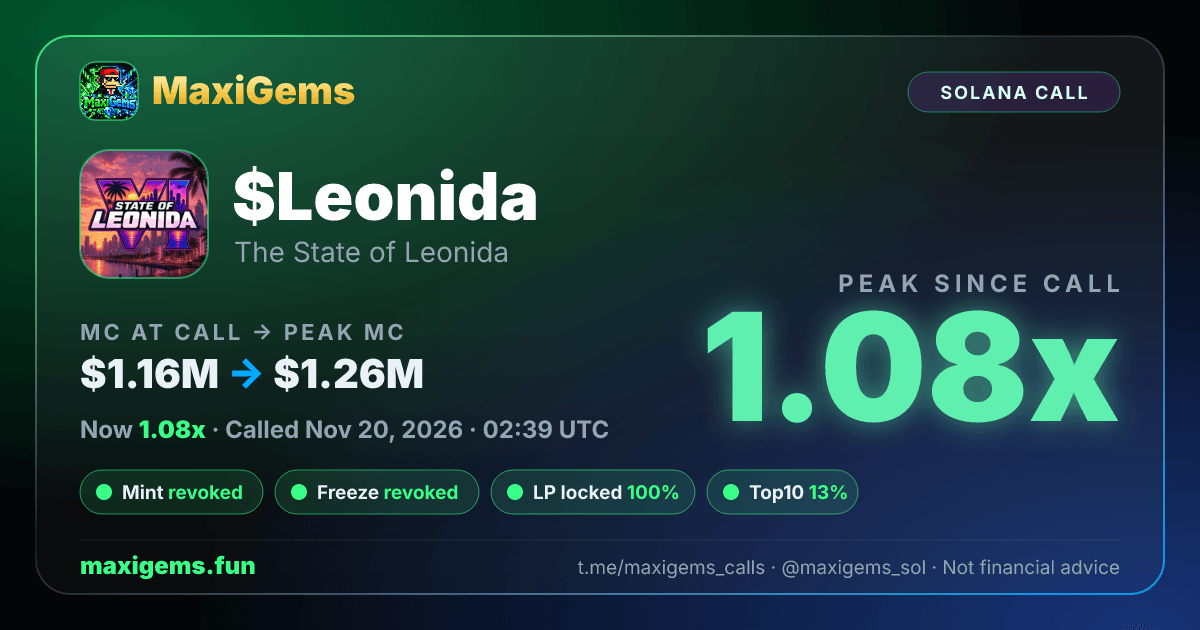 MaxiGems
MaxiGems
SOLANA CALL
VI
STATE OF
LEONIDA
$Leonida
The State of Leonida
PEAK SINCE CALL
1.08x
MC AT CALL → PEAK MC
$1.16M → $1.26M
Now 1.08x · Called Nov 20, 2026 · 02:39 UTC
Mint revoked
Freeze revoked
LP locked 100%
Top10 13%
maxigems.fun
t.me/maxigems_calls · @maxigems_sol · Not financial advice